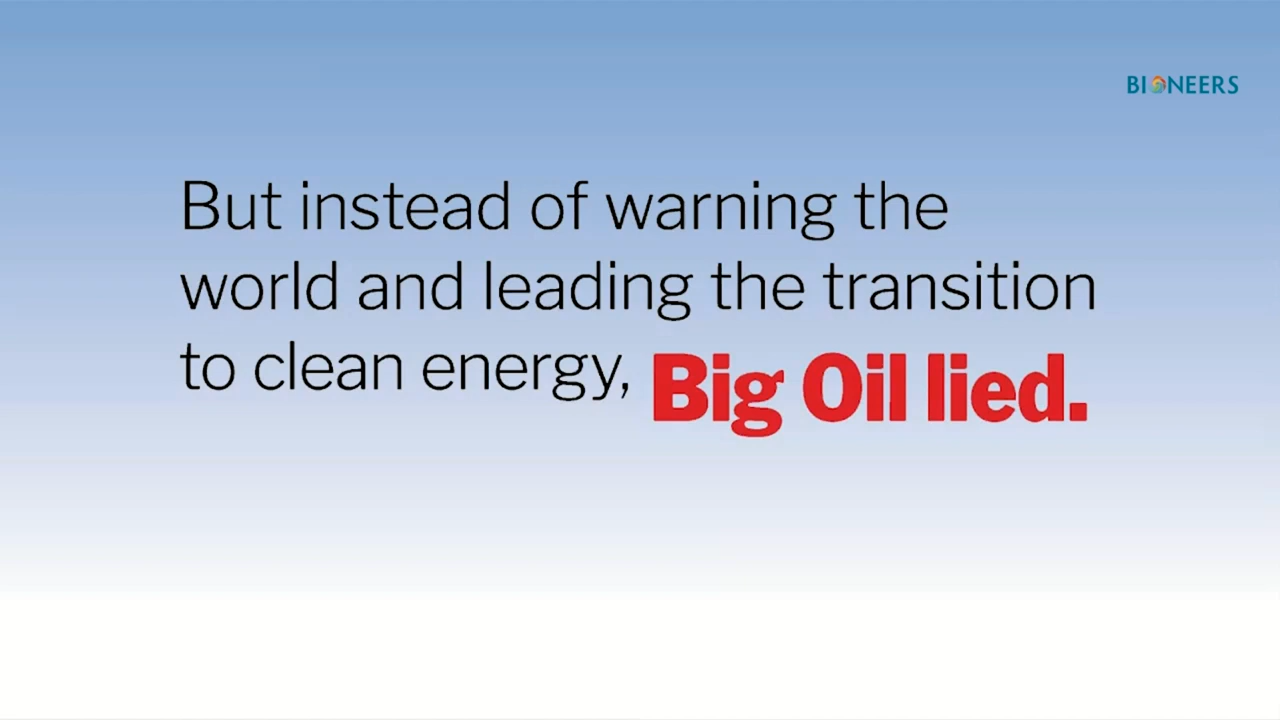 BIONEERS
But instead of warning the
world and leading the transition
to clean energy, Big Oil lied.